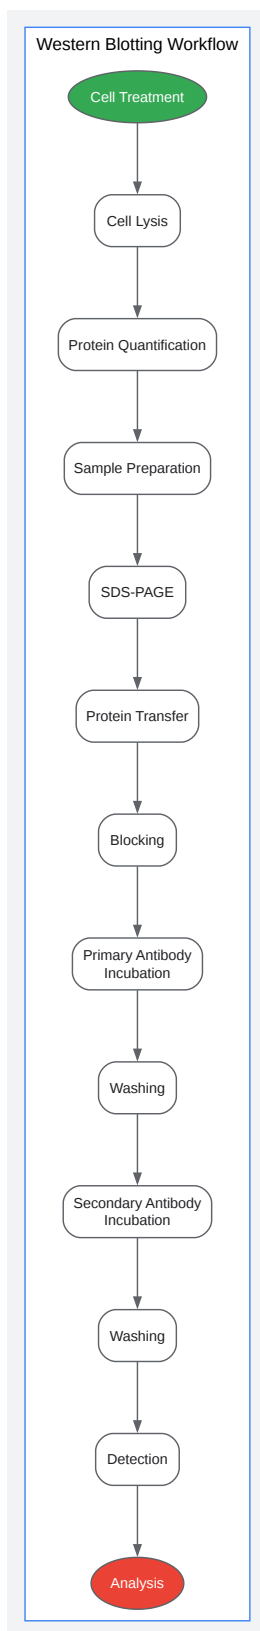 Western Blotting Workflow
Cell Treatment
Cell Lysis
Protein Quantification
Sample Preparation
SDS-PAGE
Protein Transfer
Blocking
Primary Antibody
Incubation
Washing
Secondary Antibody
Incubation
Washing
Detection
Analysis